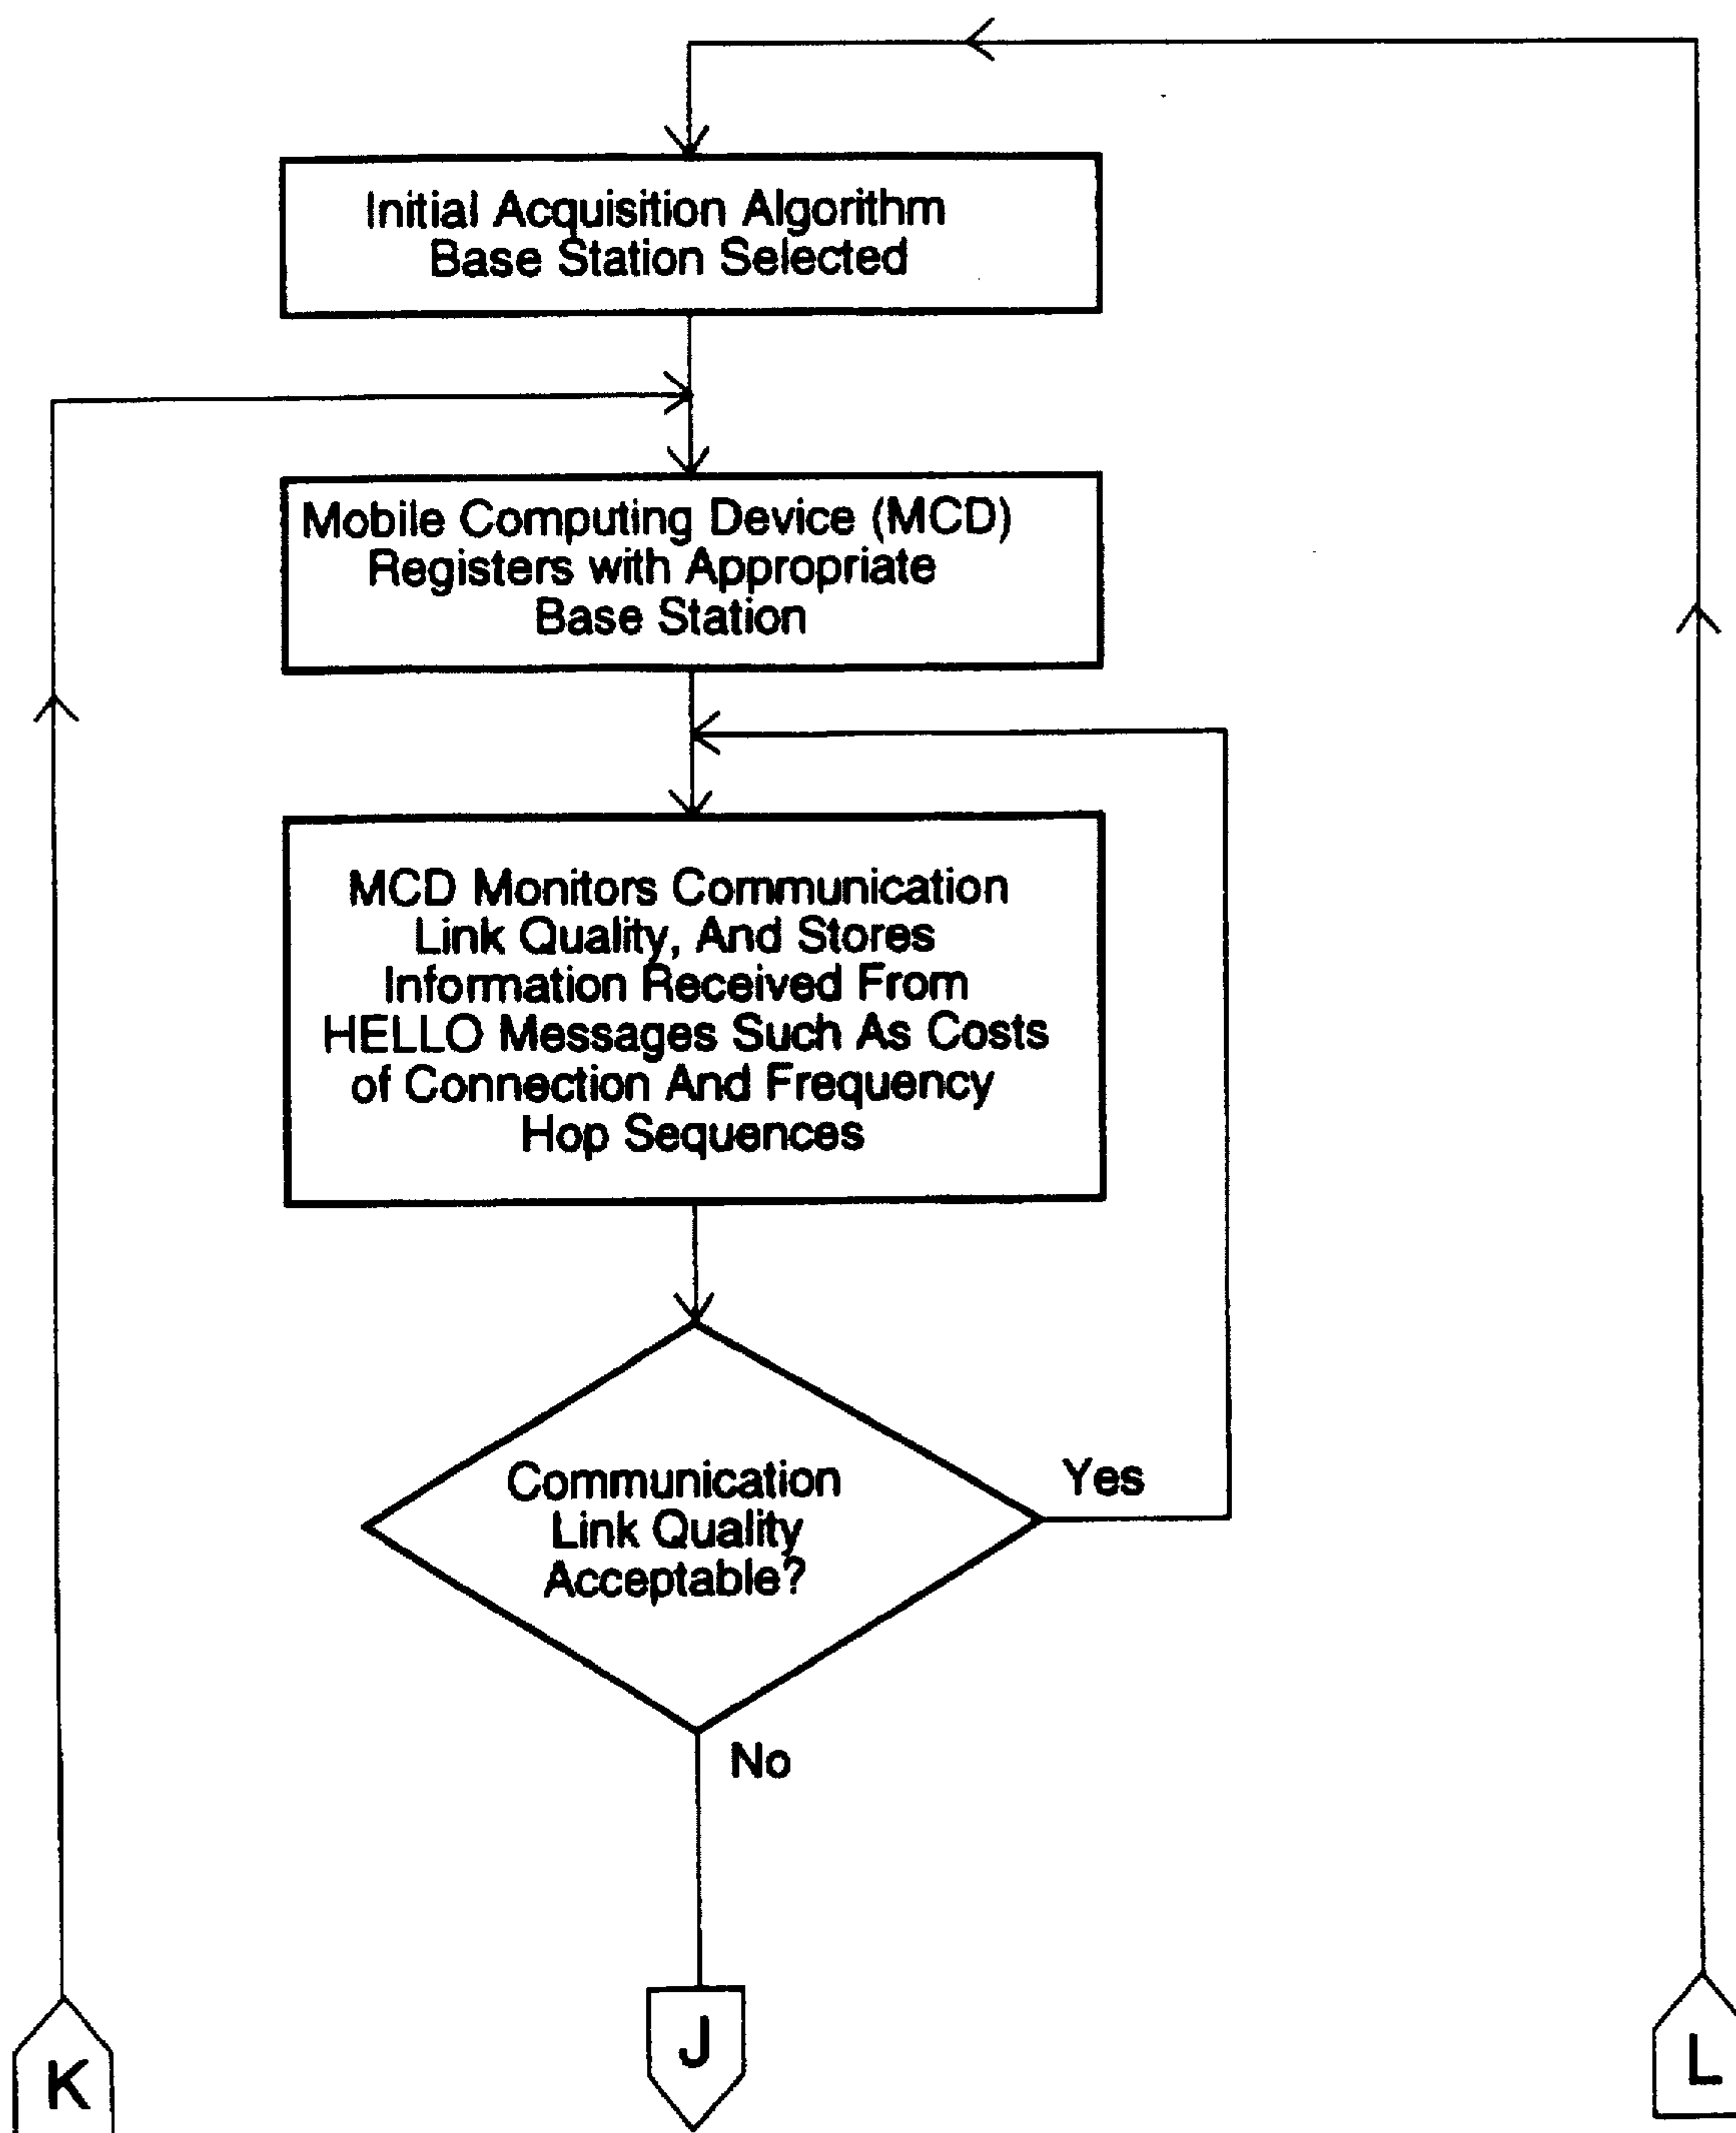 Initial Acquisition Algorithm
Base Station Selected
Mobile Computing Device (MCD)
Registers with Appropriate
Base Station
MCD Monitors Communication
Link Quality, And Stores
Information Received From
HELLO Messages Such As Costs
of Connection And Frequency
Hop Sequences
Communication
Link Quality
Acceptable?
Yes
No
K
J
L